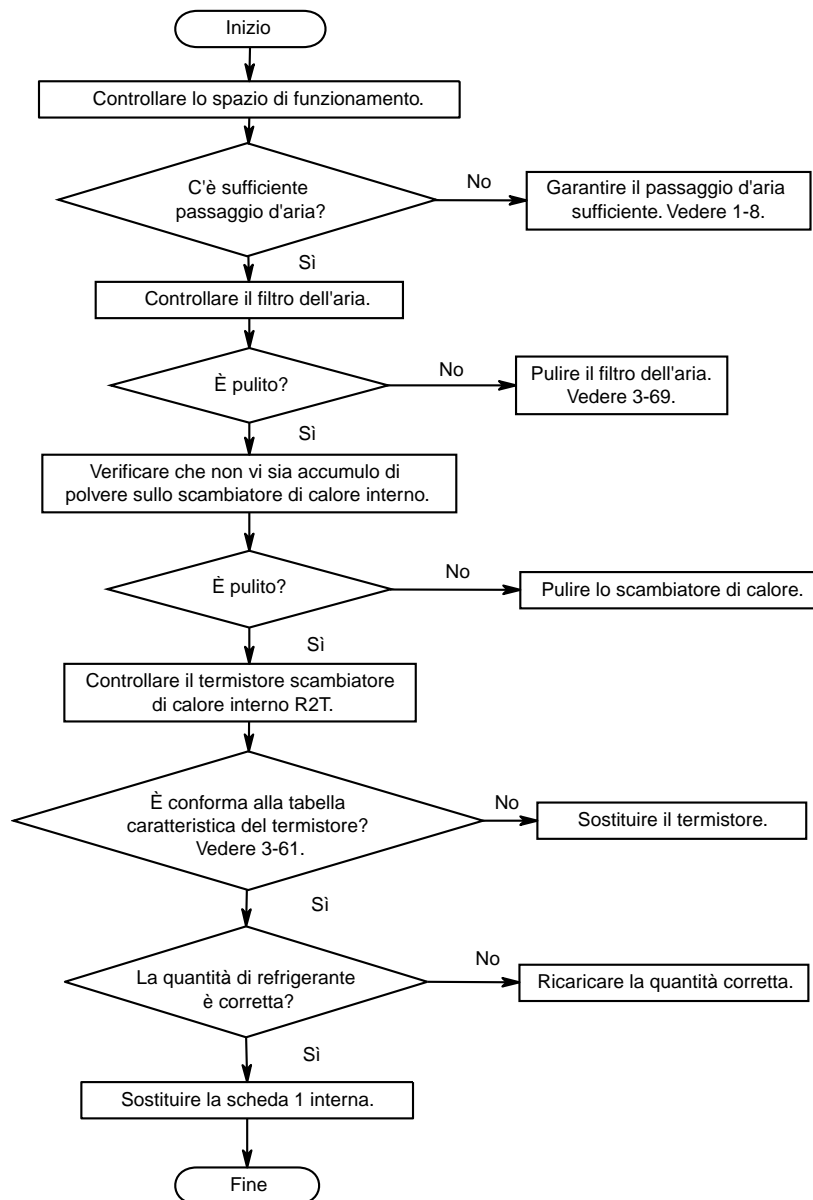 Inizio
Controllare lo spazio di funzionamento.
C'è sufficiente
passaggio d'aria?
No
Garantire il passaggio d'aria
sufficiente. Vedere 1-8.
Sì
Controllare il filtro dell'aria.
È pulito?
No
Pulire il filtro dell'aria.
Vedere 3-69.
Sì
Verificare che non vi sia accumulo di
polvere sullo scambiatore di calore interno.
È pulito?
No
Pulire lo scambiatore di calore.
Sì
Controllare il termistore scambiatore
di calore interno R2T.
È conforma alla tabella
caratteristica del termistore?
Vedere 3-61.
No
Sostituire il termistore.
Sì
La quantità di refrigerante
è corretta?
No
Ricaricare la quantità corretta.
Sì
Sostituire la scheda 1 interna.
Fine